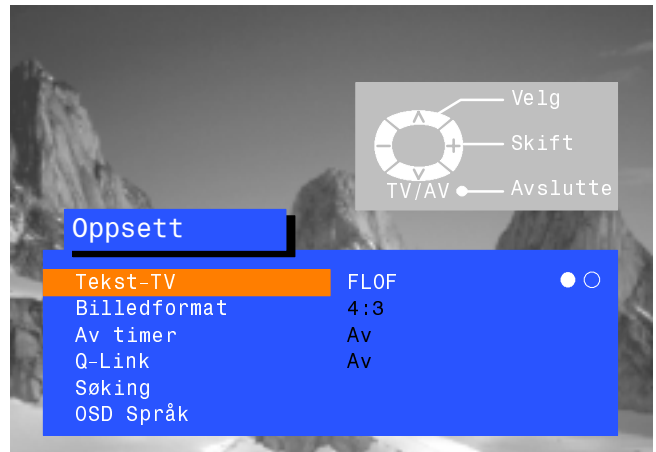 Velg
Skift
TV/AV Avslutte
Oppsett
Tekst-TV FLOF
Billedformat 4:3
Av timer Av
Q-Link Av
Søking
OSD Språk